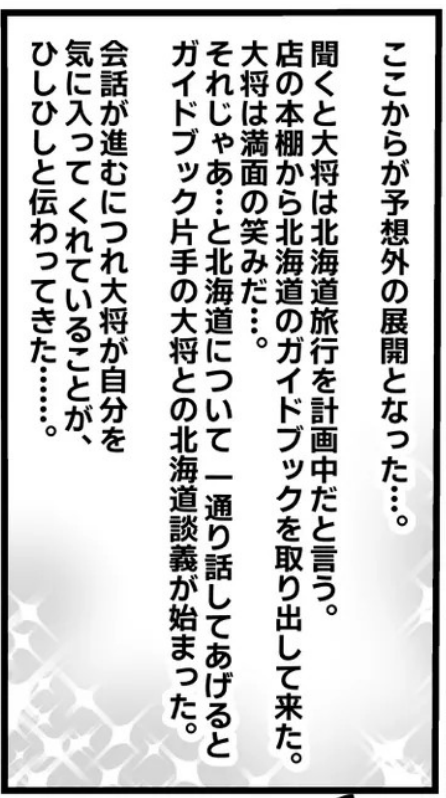 ここからが予想外の展開となった…。
聞くと大将は北海道旅行を計画中だと言う。
店の本棚から北海道のガイドブックを取り出して来た。
大将は満面の笑みだ…。
それじゃあ…と北海道について一通り話してあげると
ガイドブック片手の大将との北海道談義が始まった。
会話が進むにつれ大将が自分を
気に入ってくれていることが、
ひしひしと伝わってきた……。